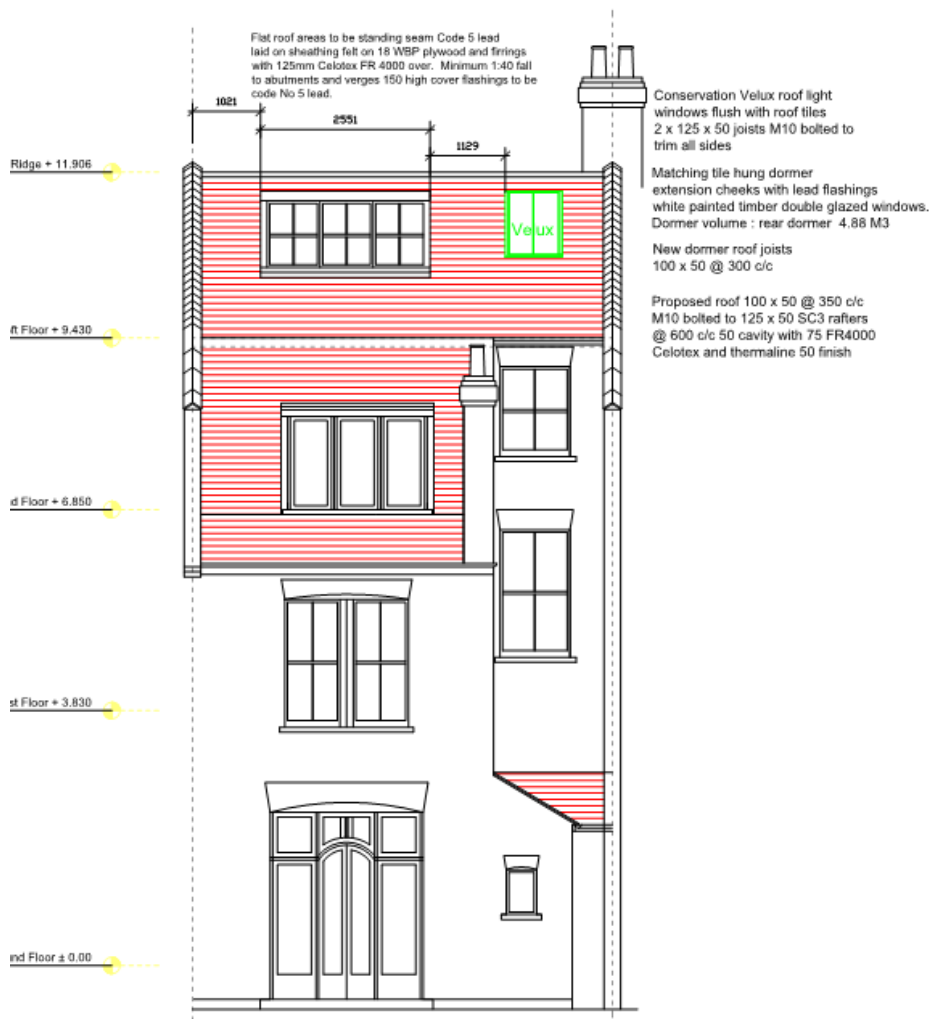 Flat roof areas to be standing seam Code 5 lead
laid on sheathing felt on 18 WBP plywood and firrings
with 125mm Celotex FR 4000 over. Minimum 1:40 fall
to abutments and verges 150 high cover flashings to be
code No 5 lead.
1021
2551
1129
Conservation Velux roof light
windows flush with roof tiles
2 x 125 x 50 joists M10 bolted to
trim all sides
Ridge + 11.906
Matching tile hung dormer
extension cheeks with lead flashings
white painted timber double glazed windows.
Dormer volume : rear dormer 4.88 M3
Velux
New dormer roof joists
100 x 50 @ 300 c/c
Proposed roof 100 x 50 @ 350 c/c
M10 bolted to 125 x 50 SC3 rafters
@ 600 c/c 50 cavity with 75 FR4000
Celotex and thermaline 50 finish
ft Floor + 9.430
d Floor + 6.850
st Floor + 3.830
nd Floor ± 0.00